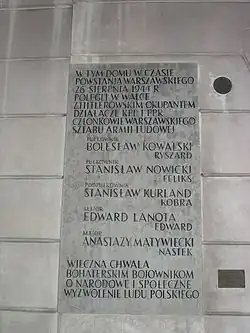 W TYM DOMU W CZASIE
POWSTANIA WARSZAWSKIEGO
26 SIERPNIA 1944 R
POLEGLI W WALCE
Z HITLEROWSKIM OKUPANTEM
DZIAŁACZE KPP I PPR
CZŁONKOWIE WARSZAWSKIEGO
SZTABU ARMII LUDOWEJ
PUŁKOWNIK
BOLESŁAW KOWALSKI
RYSZARD
PUŁKOWNIK
STANISŁAW NOWICKI
FELIKS
PODPUŁKOWNIK
STANISŁAW KURLAND
KOBRA
MAJOR
EDWARD LANOTA
EDWARD
MAJOR
ANASTAZY MATYWIECKI
NASTEK
WIECZNA CHWAŁA
BOHATERSKIM BOJOWNIKOM
O NARODOWE I SPOŁECZNE
WYZWOLENIE LUDU POLSKIEGO